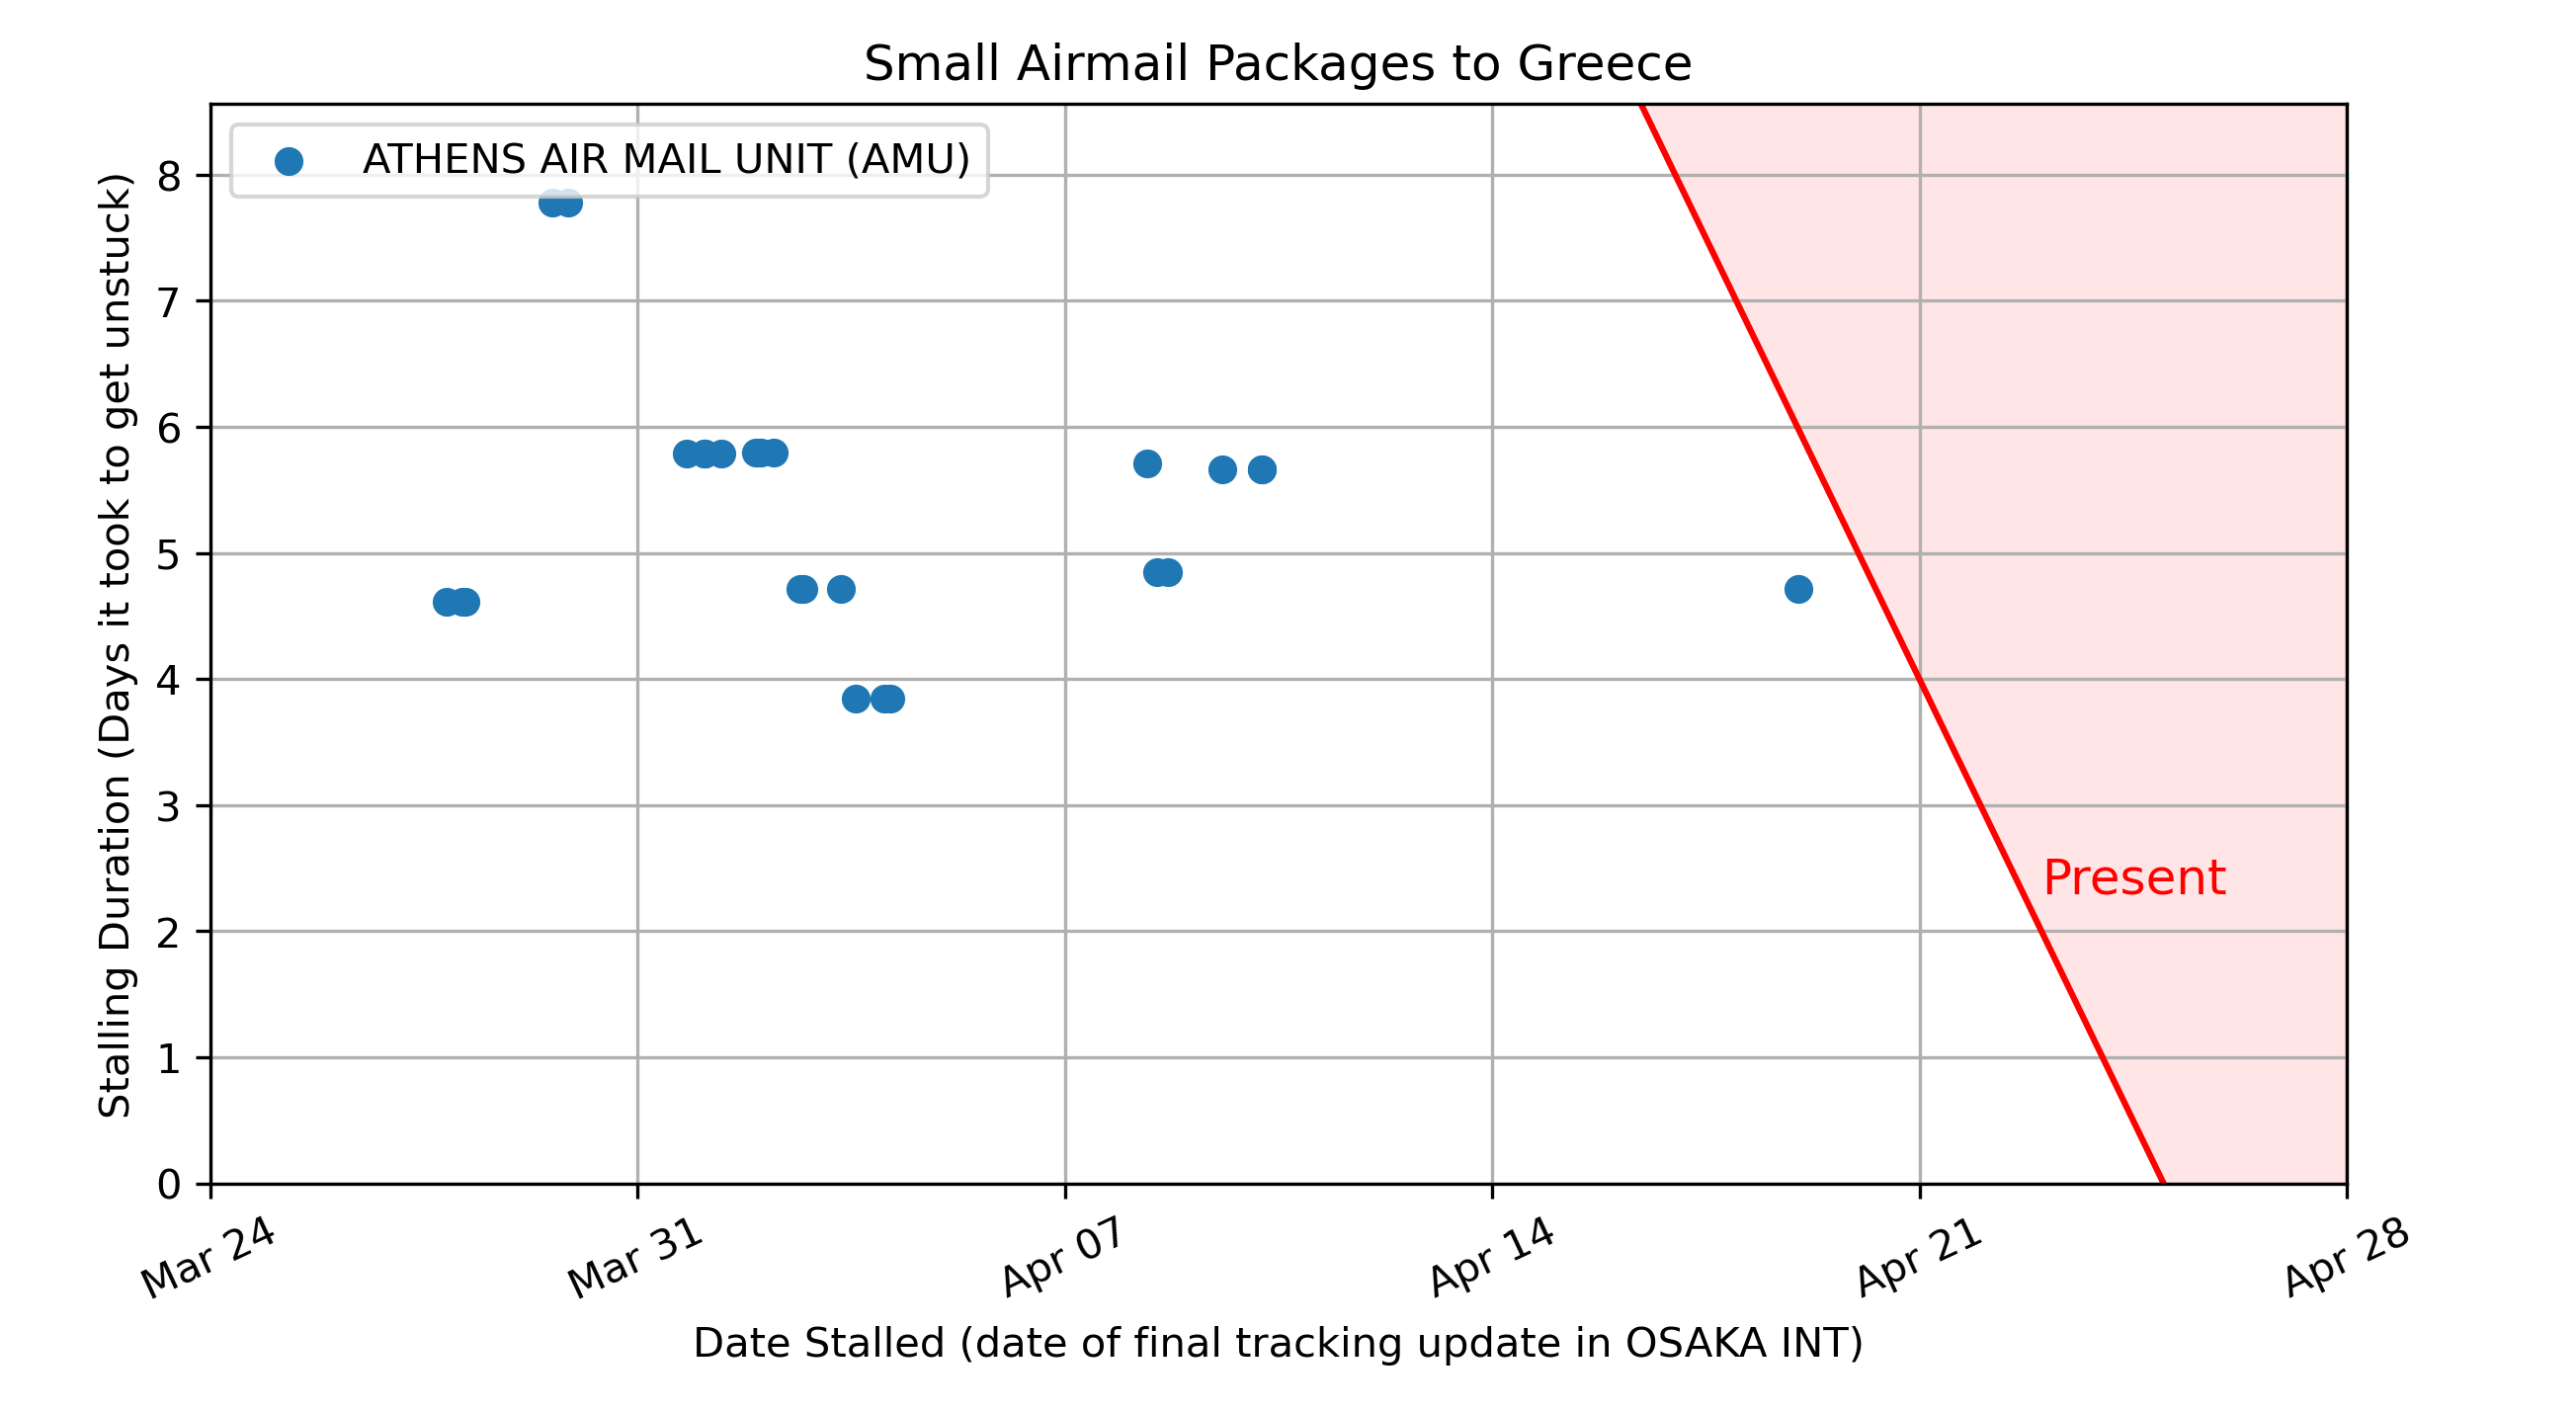 Small Airmail Packages to Greece
ATHENS AIR MAIL UNIT (AMU)
Stalling Duration (Days it took to get unstuck)
8
7
6
5
4
3
2
1
0
Present
Mar 24
Mar 31
Apr 07
Apr 14
Apr 21
Apr 28
Date Stalled (date of final tracking update in OSAKA INT)